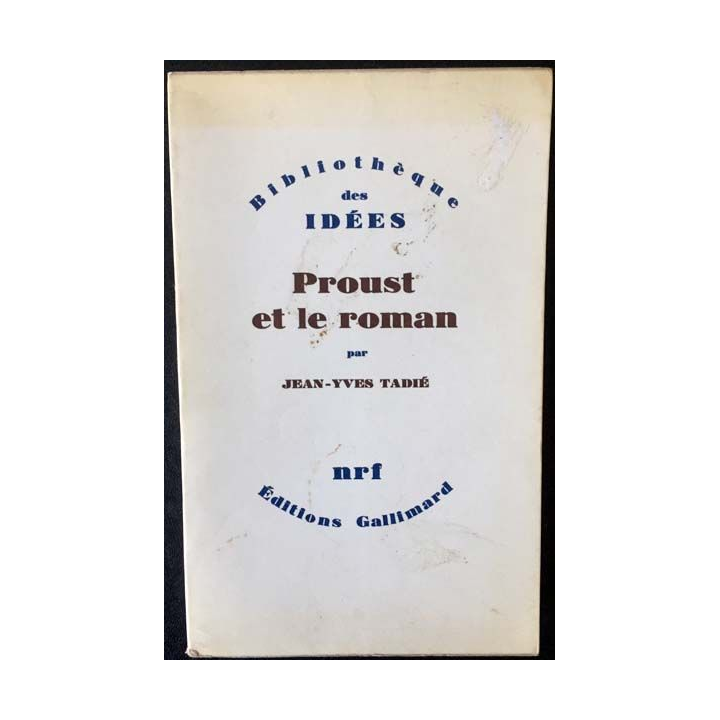 Bibliothèque
des
IDÉES
Proust
et le roman
par
JEAN-YVES TADIÉ
nrf
Éditions Gallimard